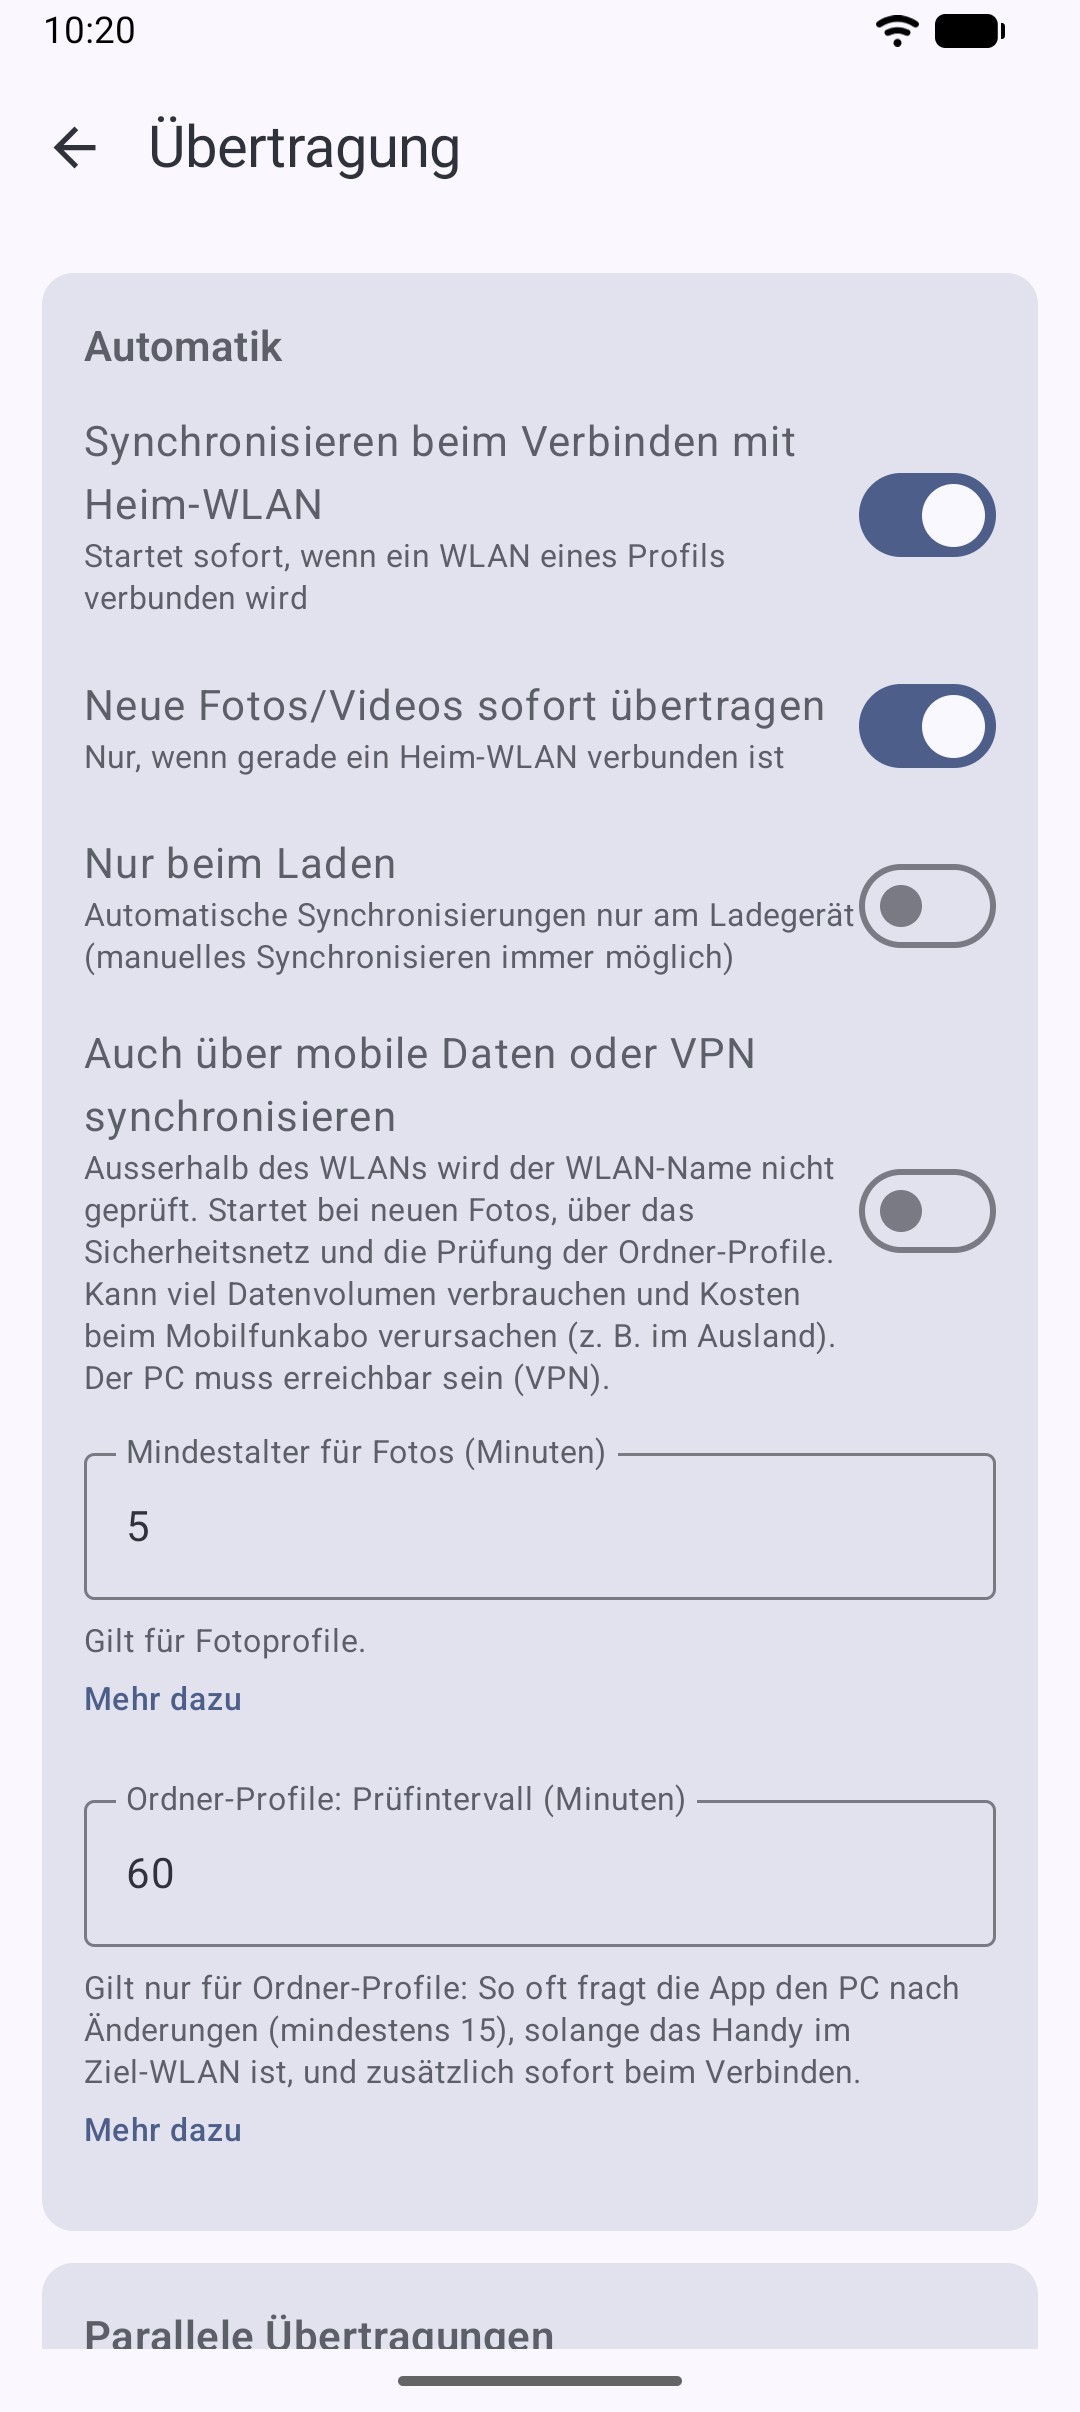 10:20
Übertragung
Automatik
Synchronisieren beim Verbinden mit
Heim-WLAN
Startet sofort, wenn ein WLAN eines Profils
verbunden wird
Neue Fotos/Videos sofort übertragen
Nur, wenn gerade ein Heim-WLAN verbunden ist
Nur beim Laden
Automatische Synchronisierungen nur am Ladegerät
(manuelles Synchronisieren immer möglich)
Auch über mobile Daten oder VPN
synchronisieren
Ausserhalb des WLANs wird der WLAN-Name nicht
geprüft. Startet bei neuen Fotos, über das
Sicherheitsnetz und die Prüfung der Ordner-Profile.
Kann viel Datenvolumen verbrauchen und Kosten
beim Mobilfunkabo verursachen (z. B. im Ausland).
Der PC muss erreichbar sein (VPN).
Mindestalter für Fotos (Minuten)
5
Gilt für Fotoprofile.
Mehr dazu
Ordner-Profile: Prüfintervall (Minuten)
60
Gilt nur für Ordner-Profile: So oft fragt die App den PC nach
Änderungen (mindestens 15), solange das Handy im
Ziel-WLAN ist, und zusätzlich sofort beim Verbinden.
Mehr dazu
Parallele Übertragungen